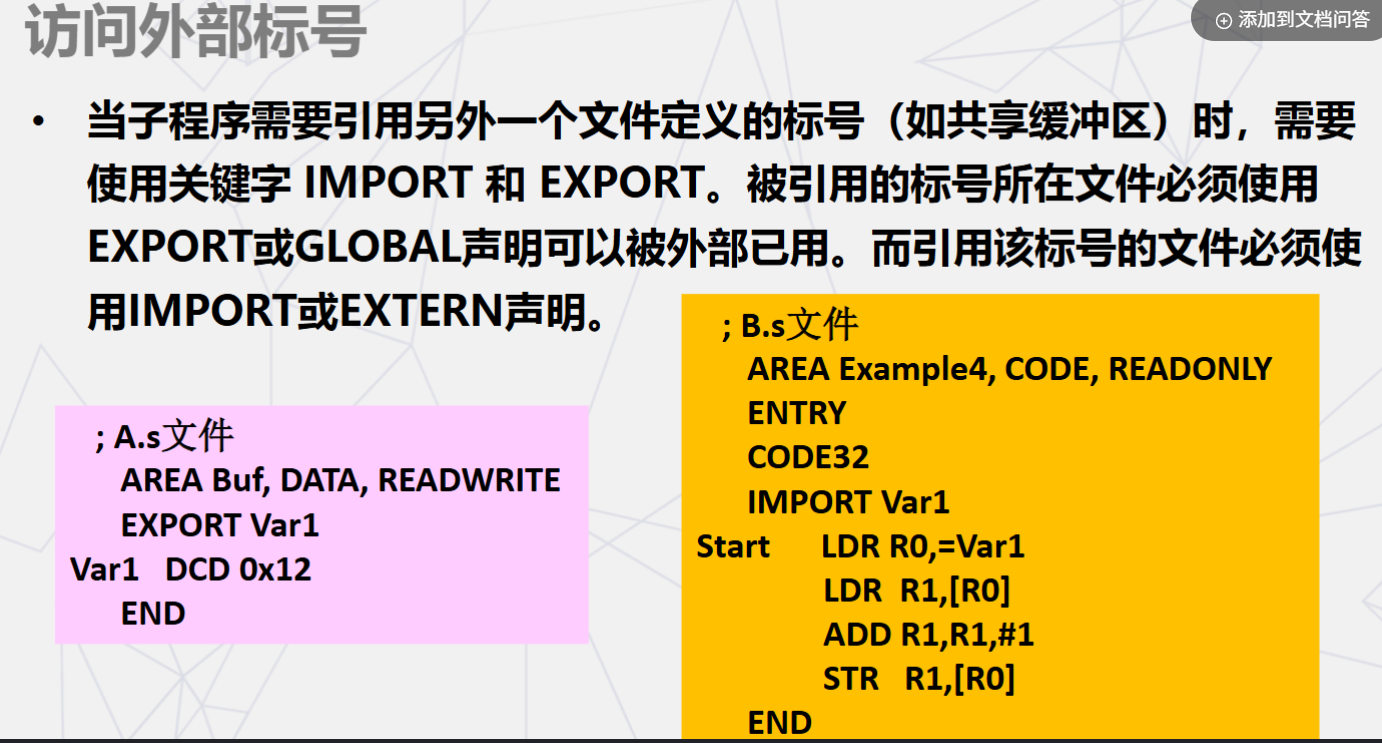 访问外部标号
添加到文档问答
• 当子程序需要引用另外一个文件定义的标号（如共享缓冲区）时，需要
使用关键字 IMPORT 和 EXPORT。被引用的标号所在文件必须使用
EXPORT或GLOBAL声明可以被外部已用。而引用该标号的文件必须使
用IMPORT或EXTERN声明。
; A.s文件
AREA Buf, DATA, READWRITE
EXPORT Var1
Var1 DCD 0x12
END
; B.s文件
AREA Example4, CODE, READONLY
ENTRY
CODE32
IMPORT Var1
Start LDR R0,=Var1
LDR R1,[R0]
ADD R1,R1,#1
STR R1,[R0]
END